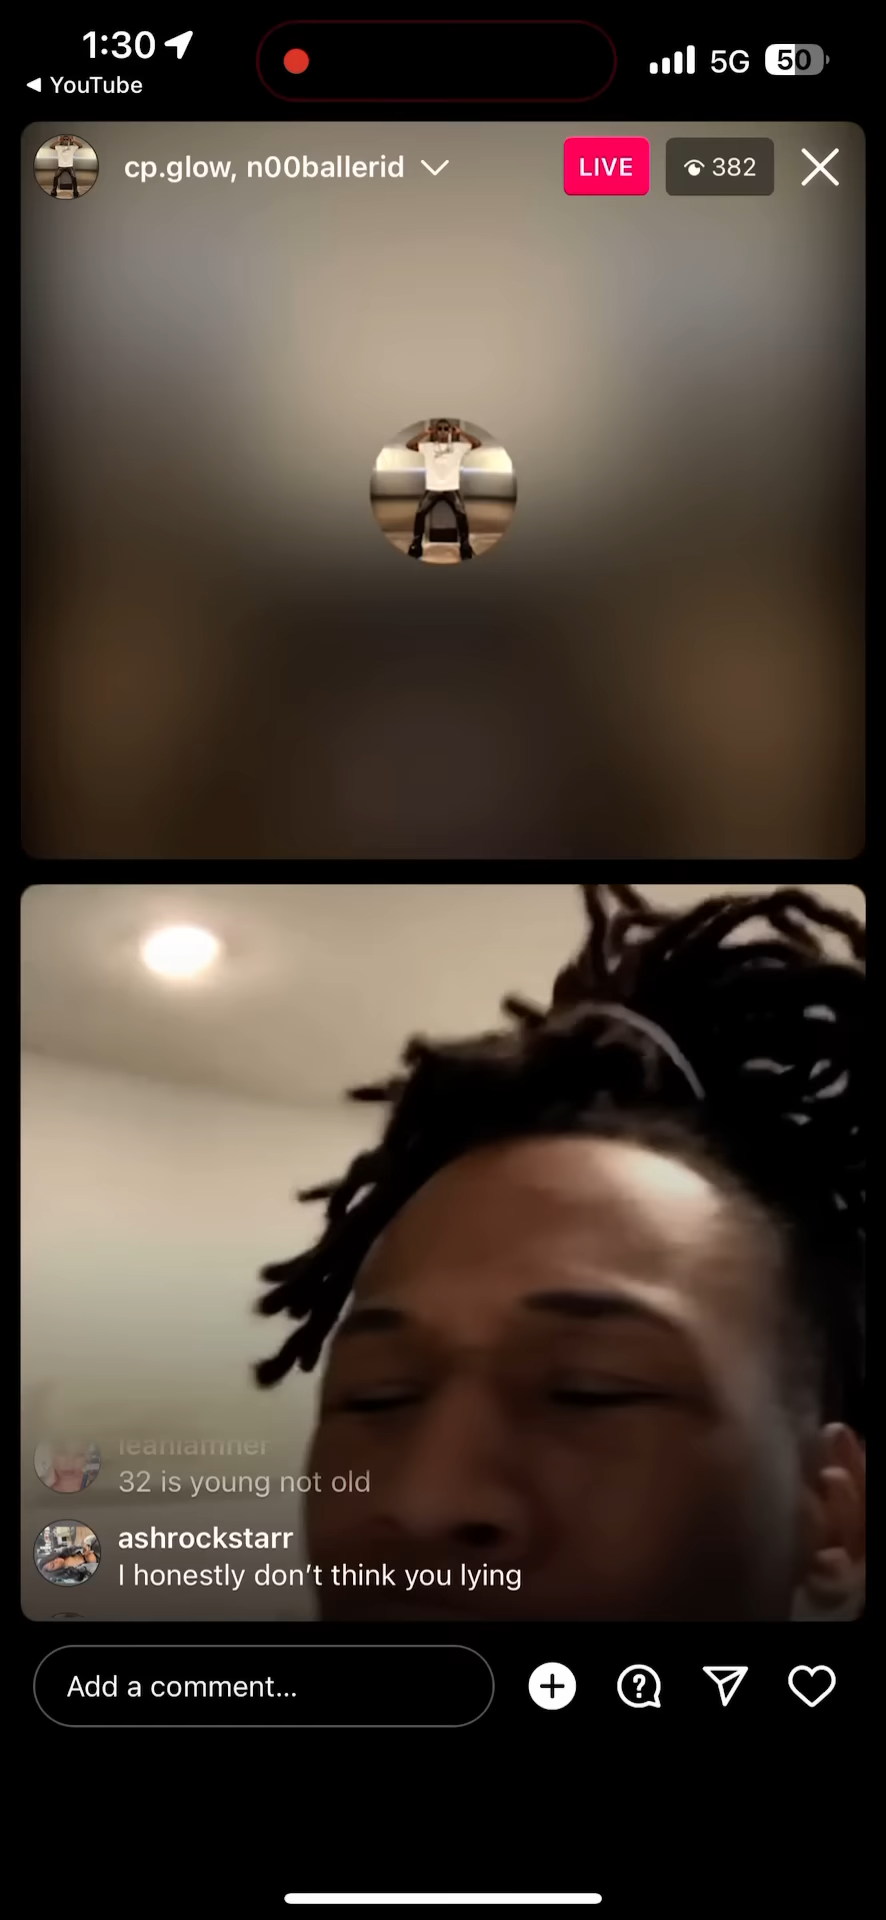 1:30
5G
50
◀ YouTube
cp.glow, n00ballerid
LIVE
382
leaniamher
32 is young not old
ashrockstarr
I honestly don’t think you lying
Add a comment...